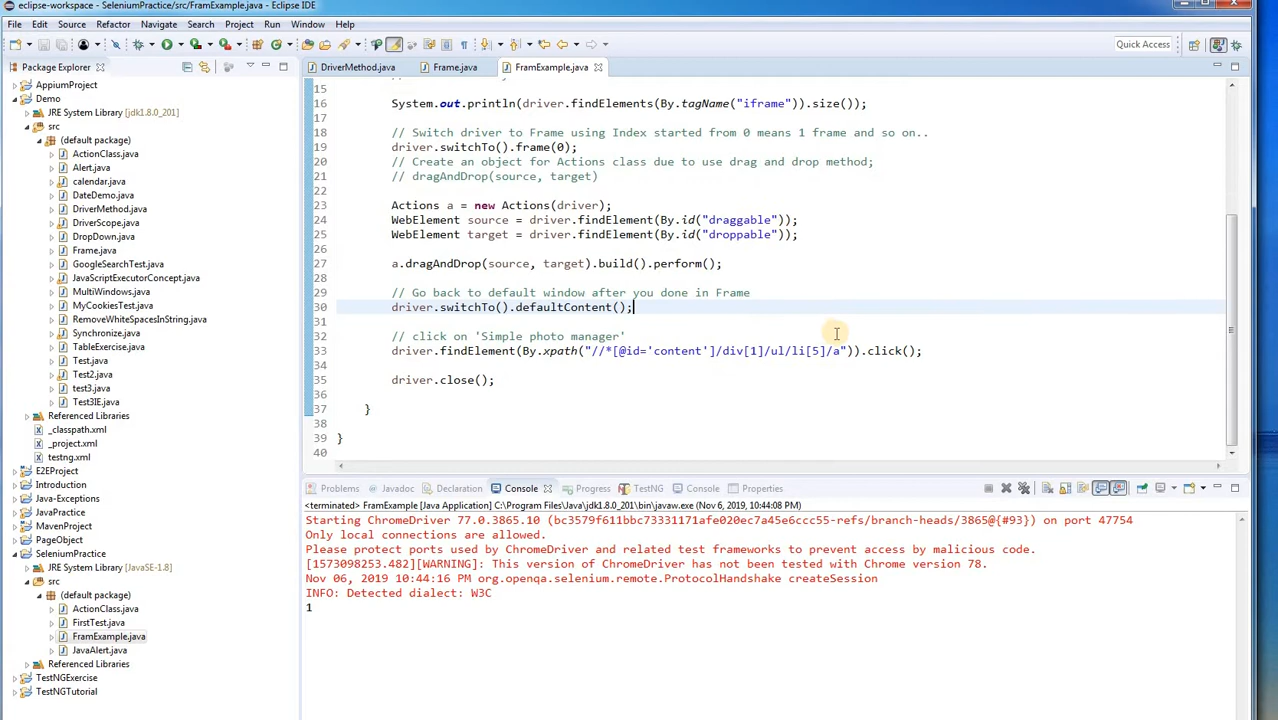 eclipse-workspace - SeleniumPractice/src/FramExample.java - Eclipse IDE
File Edit Source Refactor Navigate Search Project Run Window Help
Quick Access
Package Explorer
AppiumProject
Demo
JRE System Library [jdk1.8.0_201]
src
(default package)
ActionClass.java
Alert.java
calendar.java
DateDemo.java
DriverMethod.java
DriverScope.java
DropDown.java
Frame.java
GoogleSearchTest.java
JavaScriptExecutorConcept.java
MultiWindows.java
MyCookiesTest.java
RemoveWhiteSpacesInString.java
Synchronize.java
TableExercise.java
Test.java
Test2.java
test3.java
Test3IE.java
Referenced Libraries
_classpath.xml
_project.xml
testng.xml
E2EProject
Introduction
Java-Exceptions
JavaPractice
MavenProject
PageObject
SeleniumPractice
JRE System Library [JavaSE-1.8]
src
(default package)
ActionClass.java
FirstTest.java
FramExample.java
JavaAlert.java
Referenced Libraries
TestNGExercise
TestNGTutorial
DriverMethod.java Frame.java FramExample.java
15
16 System.out.println(driver.findElements(By.tagName("iframe")).size());
17
18 // Switch driver to Frame using Index started from 0 means 1 frame and so on..
19 driver.switchTo().frame(0);
20 // Create an object for Actions class due to use drag and drop method;
21 // dragAndDrop(source, target)
22
23 Actions a = new Actions(driver);
24 WebElement source = driver.findElement(By.id("draggable"));
25 WebElement target = driver.findElement(By.id("droppable"));
26
27 a.dragAndDrop(source, target).build().perform();
28
29 // Go back to default window after you done in Frame
30 driver.switchTo().defaultContent();
31
32 // click on 'Simple photo manager'
33 driver.findElement(By.xpath("//*[@id='content']/div[1]/ul/li[5]/a")).click();
34
35 driver.close();
36
37 }
38
39 }
40
Problems Javadoc Declaration Console Progress TestNG Console Properties
<terminated> FramExample [Java Application] C:\Program Files\Java\jdk1.8.0_201\bin\javaw.exe (Nov 6, 2019 10:44:08 PM)
Starting ChromeDriver 77.0.3865.10 (bc3579f611bbc73331171afe020dec7a45e6ccc55-refs/branch-heads/3865@{#93}) on port 47754
Only local connections are allowed.
Please protect ports used by ChromeDriver and related test frameworks to prevent access by malicious code.
[1573098253.482][WARNING]: This version of ChromeDriver has not been tested with Chrome version 78.
Nov 06, 2019 10:44:16 PM org.openqa.selenium.remote.ProtocolHandshake createSession
INFO: Detected dialect: W3C
1